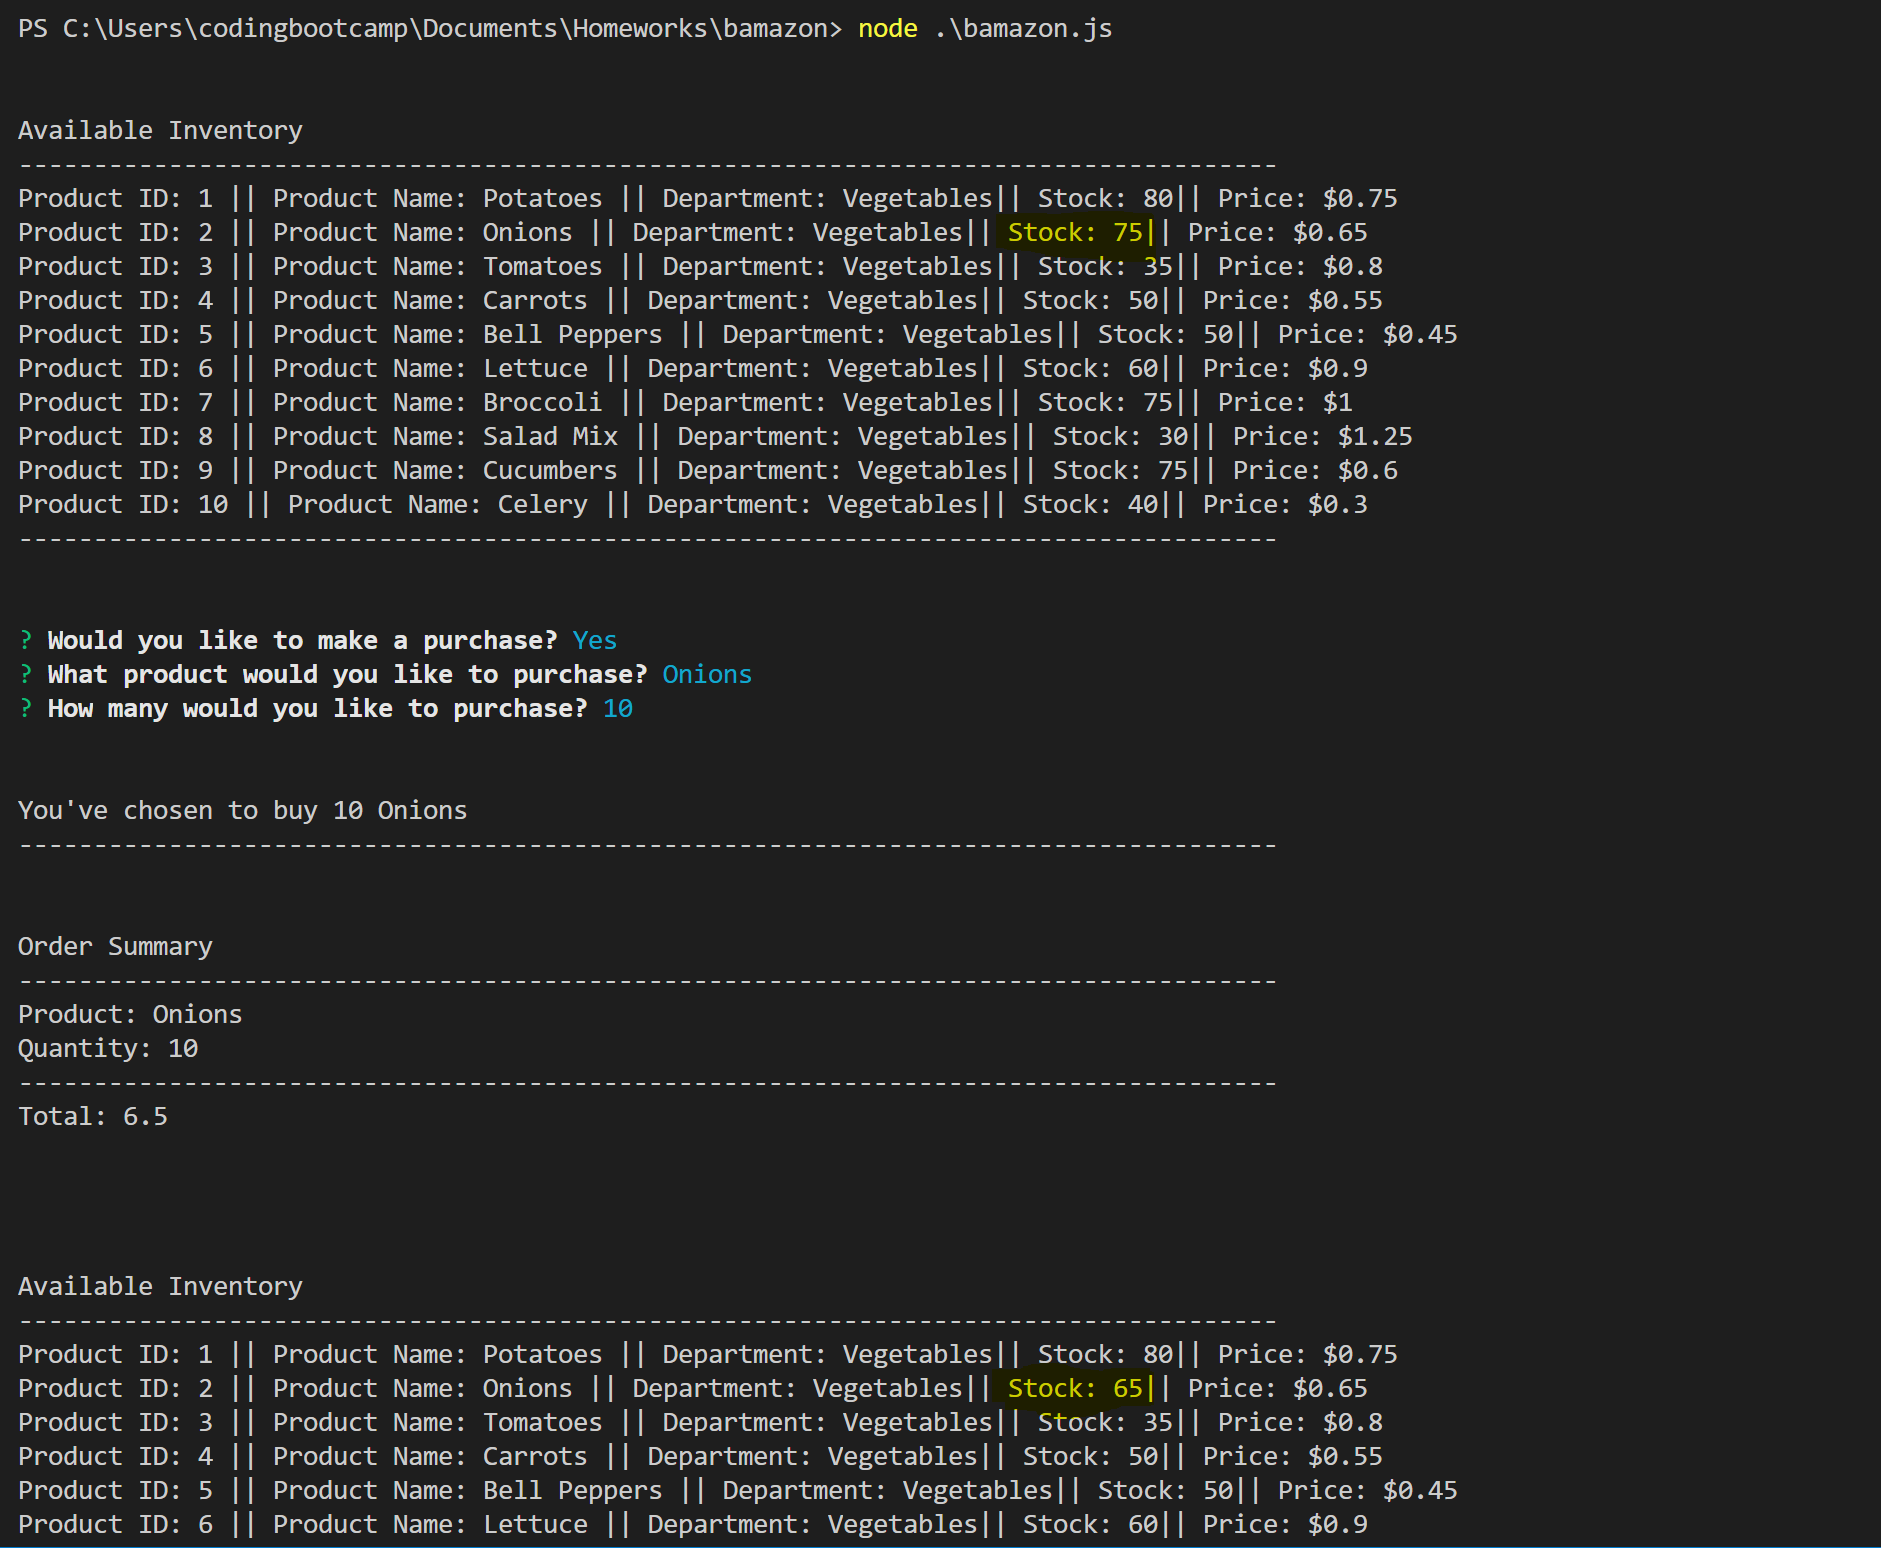 PS C:\Users\codingbootcamp\Documents\Homeworks\bamazon> node .\bamazon.js
Available Inventory
------------------------------------------------------------------------------------
Product ID: 1 || Product Name: Potatoes || Department: Vegetables|| Stock: 80|| Price: $0.75
Product ID: 2 || Product Name: Onions || Department: Vegetables|| Stock: 75|| Price: $0.65
Product ID: 3 || Product Name: Tomatoes || Department: Vegetables|| Stock: 35|| Price: $0.8
Product ID: 4 || Product Name: Carrots || Department: Vegetables|| Stock: 50|| Price: $0.55
Product ID: 5 || Product Name: Bell Peppers || Department: Vegetables|| Stock: 50|| Price: $0.45
Product ID: 6 || Product Name: Lettuce || Department: Vegetables|| Stock: 60|| Price: $0.9
Product ID: 7 || Product Name: Broccoli || Department: Vegetables|| Stock: 75|| Price: $1
Product ID: 8 || Product Name: Salad Mix || Department: Vegetables|| Stock: 30|| Price: $1.25
Product ID: 9 || Product Name: Cucumbers || Department: Vegetables|| Stock: 75|| Price: $0.6
Product ID: 10 || Product Name: Celery || Department: Vegetables|| Stock: 40|| Price: $0.3
------------------------------------------------------------------------------------
? Would you like to make a purchase? Yes
? What product would you like to purchase? Onions
? How many would you like to purchase? 10
You've chosen to buy 10 Onions
------------------------------------------------------------------------------------
Order Summary
------------------------------------------------------------------------------------
Product: Onions
Quantity: 10
------------------------------------------------------------------------------------
Total: 6.5
Available Inventory
------------------------------------------------------------------------------------
Product ID: 1 || Product Name: Potatoes || Department: Vegetables|| Stock: 80|| Price: $0.75
Product ID: 2 || Product Name: Onions || Department: Vegetables|| Stock: 65|| Price: $0.65
Product ID: 3 || Product Name: Tomatoes || Department: Vegetables|| Stock: 35|| Price: $0.8
Product ID: 4 || Product Name: Carrots || Department: Vegetables|| Stock: 50|| Price: $0.55
Product ID: 5 || Product Name: Bell Peppers || Department: Vegetables|| Stock: 50|| Price: $0.45
Product ID: 6 || Product Name: Lettuce || Department: Vegetables|| Stock: 60|| Price: $0.9